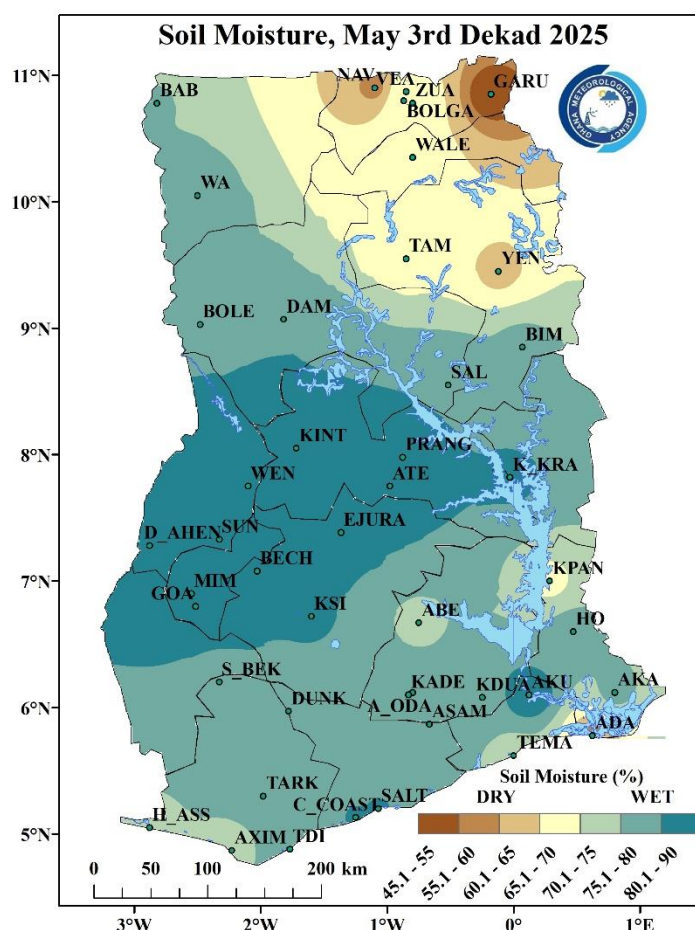 Soil Moisture, May 3rd Dekad 2025
11°N
10°N
9°N
8°N
7°N
6°N
5°N
BAB
NAV
VEA
ZUA
GARU
BOLGA
WALE
WA
TAM
YEN
BOLE
DAM
BIM
SAL
KINT
PRANG
WEN
ATE
K_KRA
D_AHEN
SUN
EJURA
BECH
GOA
MIM
KPAN
KSI
ABE
HO
S_BEK
KADE
KDUA
AKU
AKA
DUNK
A_ODA
ASAM
ADA
TEMA
TARK
C_COAST
SALT
H_ASS
AXIM
TDI
GHANA METEOROLOGICAL AGENCY
Soil Moisture (%)
DRY WET
45.1 - 55
55.1 - 60
60.1 - 65
65.1 - 70
70.1 - 75
75.1 - 80
80.1 - 90
0 50 100 200 km
3°W 2°W 1°W 0° 1°E